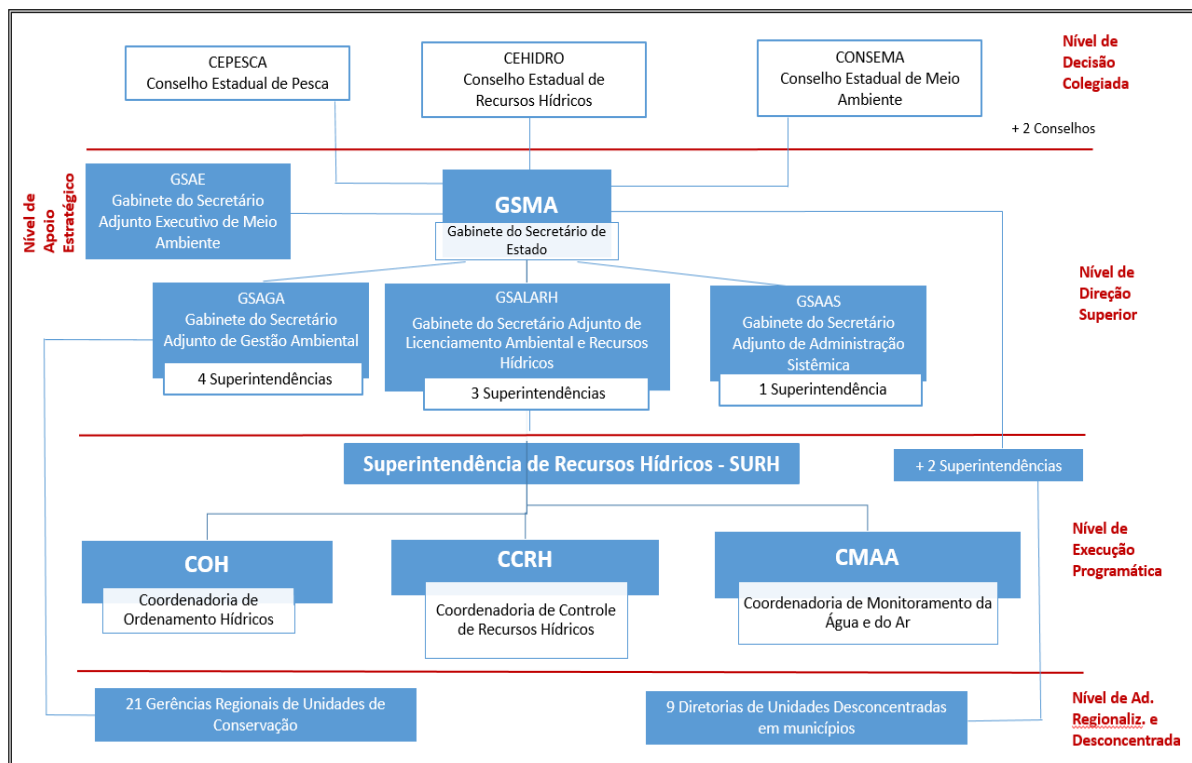 CEPESCA
Conselho Estadual de Pesca
CEHIDRO
Conselho Estadual de
Recursos Hídricos
CONSEMA
Conselho Estadual de Meio
Ambiente
Nível de
Decisão
Colegiada
+ 2 Conselhos
Nível de
Apoio
Estratégico
GSAE
Gabinete do Secretário
Adjunto Executivo de Meio
Ambiente
GSMA
Gabinete do Secretário de
Estado
Nível de
Direção
Superior
GSAGA
Gabinete do Secretário
Adjunto de Gestão Ambiental
4 Superintendências
GSALARH
Gabinete do Secretário Adjunto de
Licenciamento Ambiental e Recursos
Hídricos
3 Superintendências
GSAAS
Gabinete do Secretário
Adjunto de Administração
Sistêmica
1 Superintendência
Superintendência de Recursos Hídricos - SURH
+ 2 Superintendências
COH
Coordenadoria de
Ordenamento Hídricos
CCRH
Coordenadoria de Controle
de Recursos Hídricos
CMAA
Coordenadoria de Monitoramento da
Água e do Ar
Nível de
Execução
Programática
21 Gerências Regionais de Unidades de
Conservação
9 Diretorias de Unidades Desconcentradas
em municípios
Nível de Ad.
Regionaliz. e
Desconcentrada